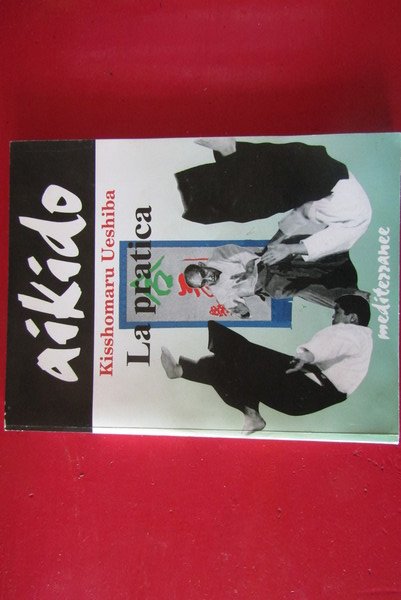 aikido
Kisshomaru Ueshiba
La pratica
mediterranee